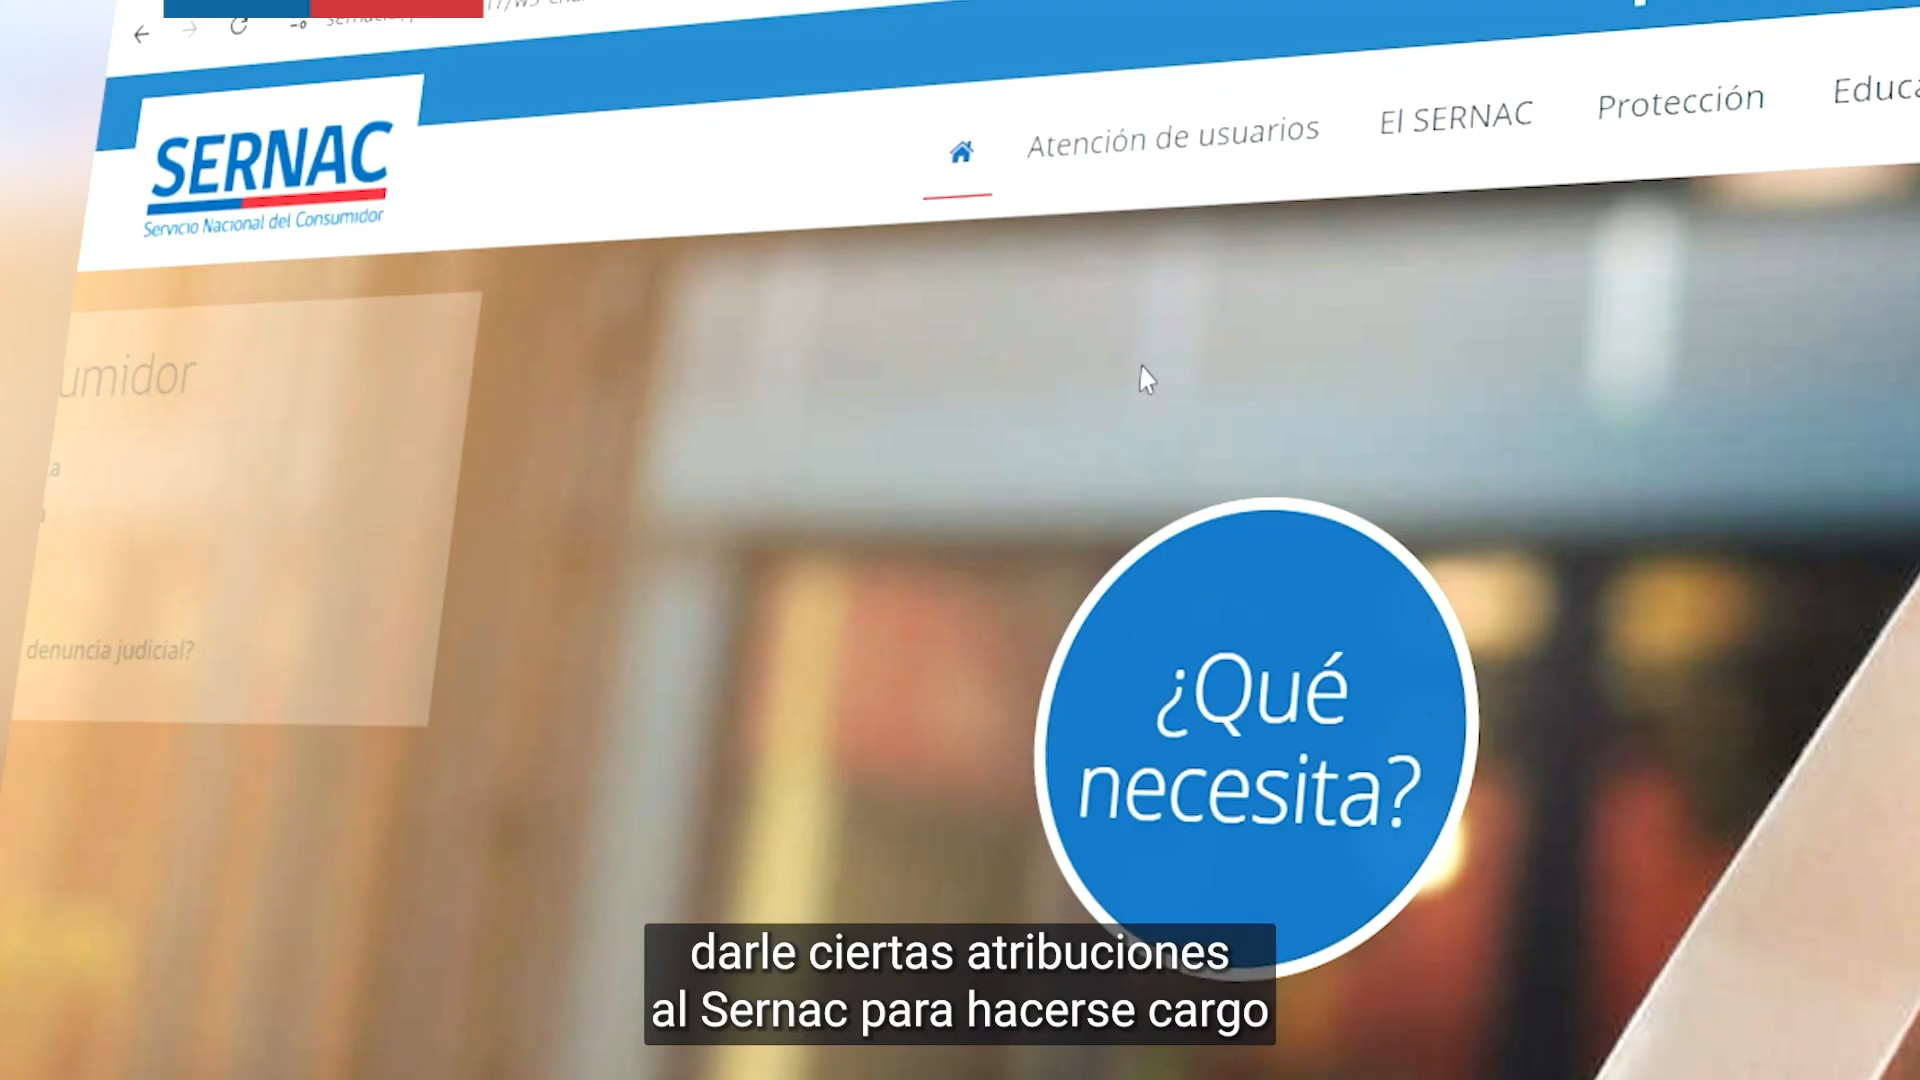 SERNAC
Servicio Nacional del Consumidor
Atención de usuarios
El SERNAC
Protección
umidor
denuncia judicial?
¿Qué
necesita?
darle ciertas atribuciones
al Sernac para hacerse cargo